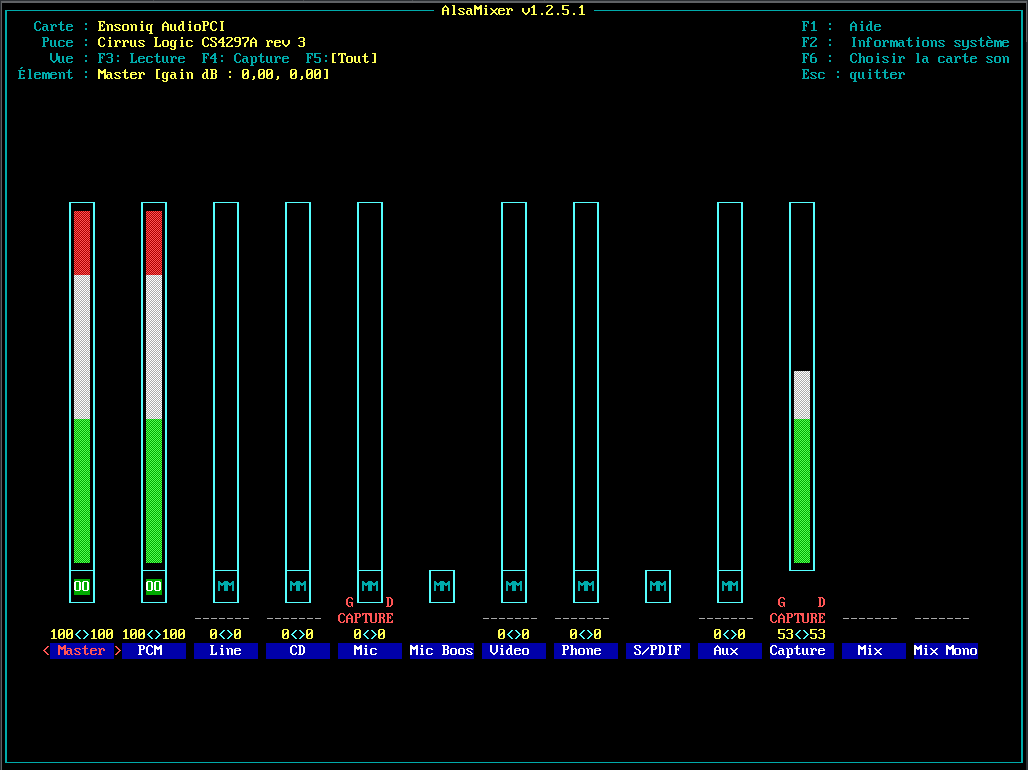 AlsaMixer v1.2.5.1
Carte : Ensoniq AudioPCI F1 : Aide
Puce : Cirrus Logic CS4297A rev 3 F2 : Informations système
Vue : F3: Lecture F4: Capture F5:[Tout] F6 : Choisir la carte son
Élement : Master [gain dB : 0,00, 0,00] Esc : quitter
OO OO MM MM MM MM MM MM MM MM
G D G D
CAPTURE CAPTURE
100<>100 100<>100 0<>0 0<>0 0<>0 0<>0 0<>0 0<>0 53<>53
< Master > PCM Line CD Mic Mic Boos Video Phone S/PDIF Aux Capture Mix Mix Mono